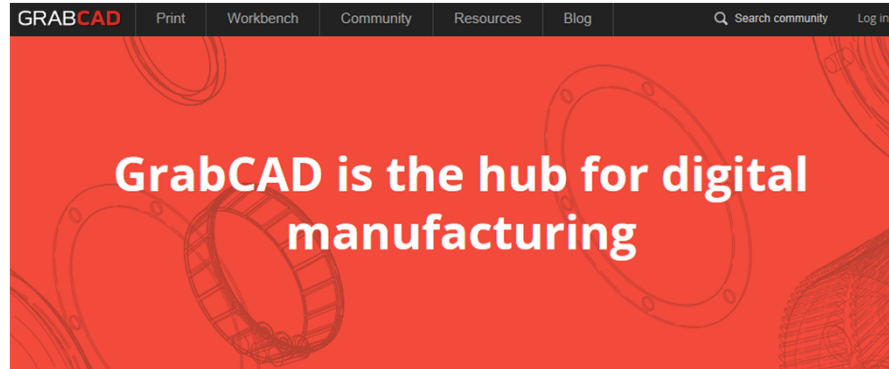 GRABCAD Print Workbench Community Resources Blog Search community Log in
GrabCAD is the hub for digital
manufacturing